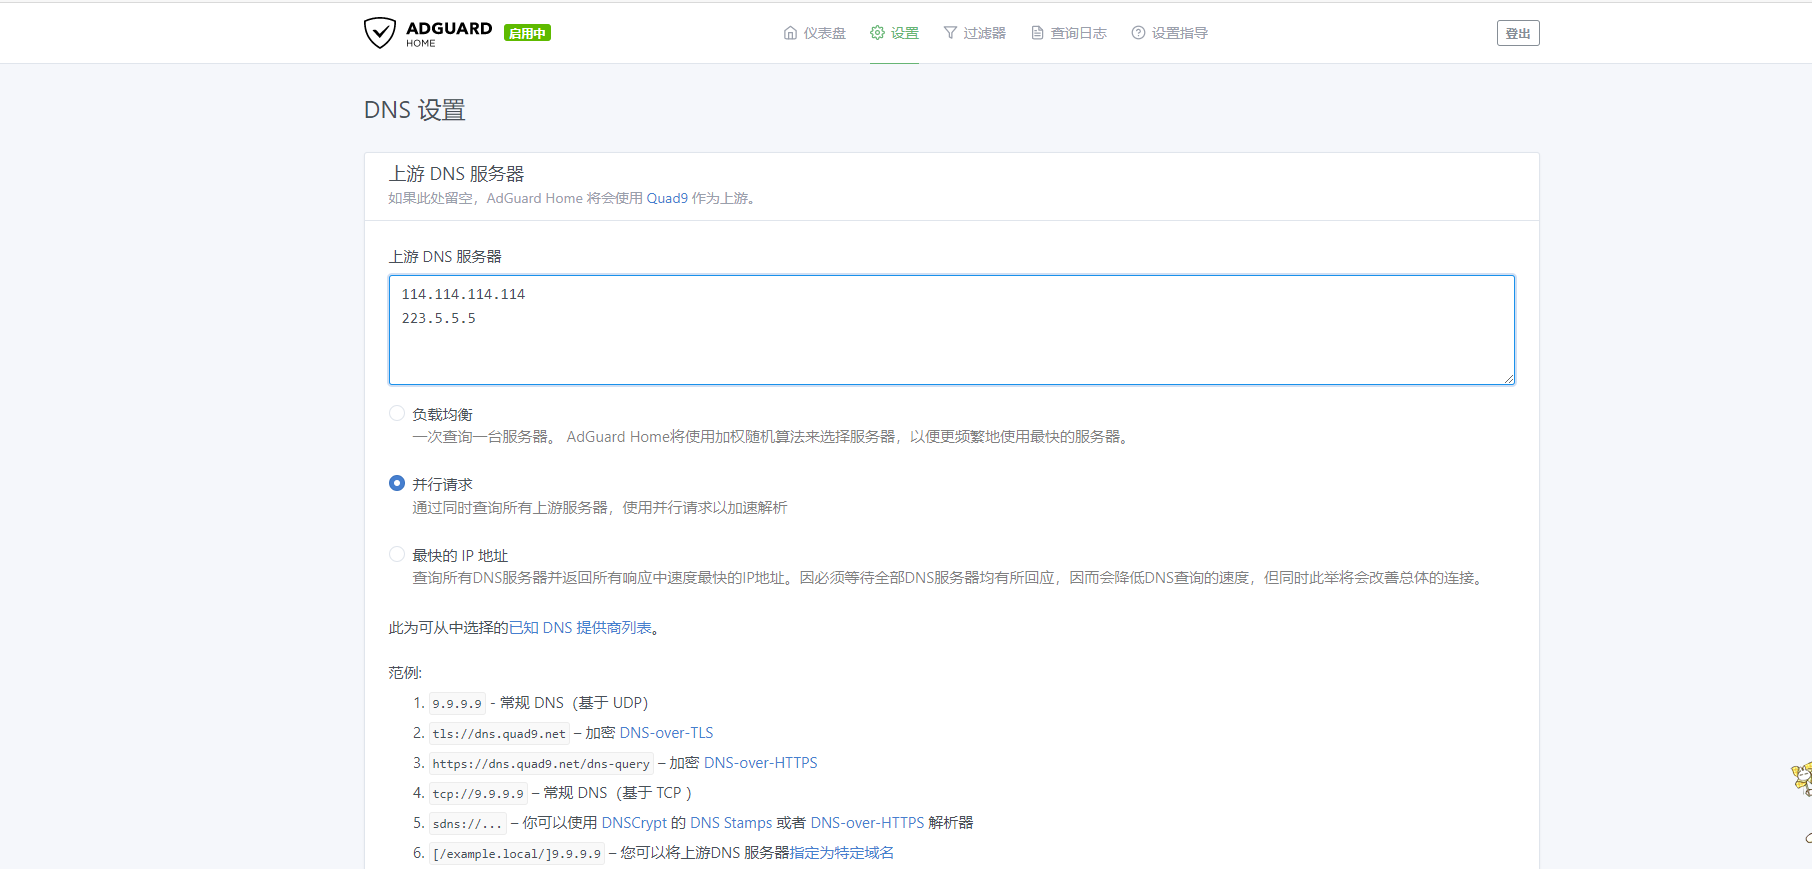 ADGUARD
HOME
启用中
仪表盘
设置
过滤器
查询日志
设置指导
登出
DNS 设置
上游 DNS 服务器
如果此处留空，AdGuard Home 将会使用 Quad9 作为上游。
上游 DNS 服务器
114.114.114.114
223.5.5.5
负载均衡
一次查询一台服务器。 AdGuard Home将使用加权随机算法来选择服务器，以便更频繁地使用最快的服务器。
并行请求
通过同时查询所有上游服务器，使用并行请求以加速解析
最快的 IP 地址
查询所有DNS服务器并返回所有响应中速度最快的IP地址。因必须等待全部DNS服务器均有所回应，因而会降低DNS查询的速度，但同时此举将会改善总体的连接。
此为可从中选择的已知 DNS 提供商列表。
范例:
1. 9.9.9.9 - 常规 DNS（基于 UDP）
2. tls://dns.quad9.net – 加密 DNS-over-TLS
3. https://dns.quad9.net/dns-query – 加密 DNS-over-HTTPS
4. tcp://9.9.9.9 – 常规 DNS（基于 TCP ）
5. sdns://... – 你可以使用 DNSCrypt 的 DNS Stamps 或者 DNS-over-HTTPS 解析器
6. [/example.local/]9.9.9.9 – 您可以将上游DNS 服务器指定为特定域名